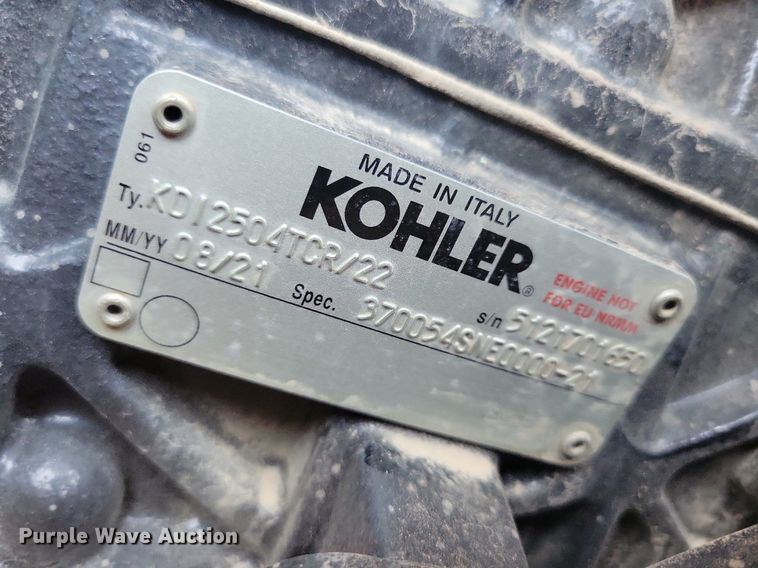 061
MADE IN ITALY
KOHLER®
Ty. KDI2504TCR/22
MM/YY 08/21
ENGINE NOT
FOR EU NRMM
s/n 5121701650
Spec. 370054SNE0000-21
Purple Wave Auction